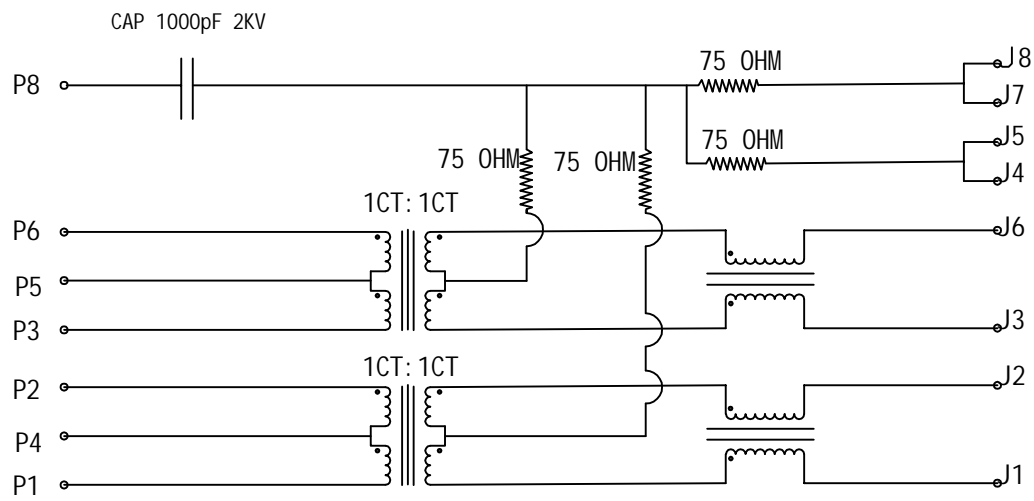 CAP 1000pF 2KV
P8
75 OHM
J8
J7
75 OHM
J5
J4
75 OHM
75 OHM
1CT:1CT
P6
J6
P5
P3
J3
1CT:1CT
P2
J2
P4
P1
J1